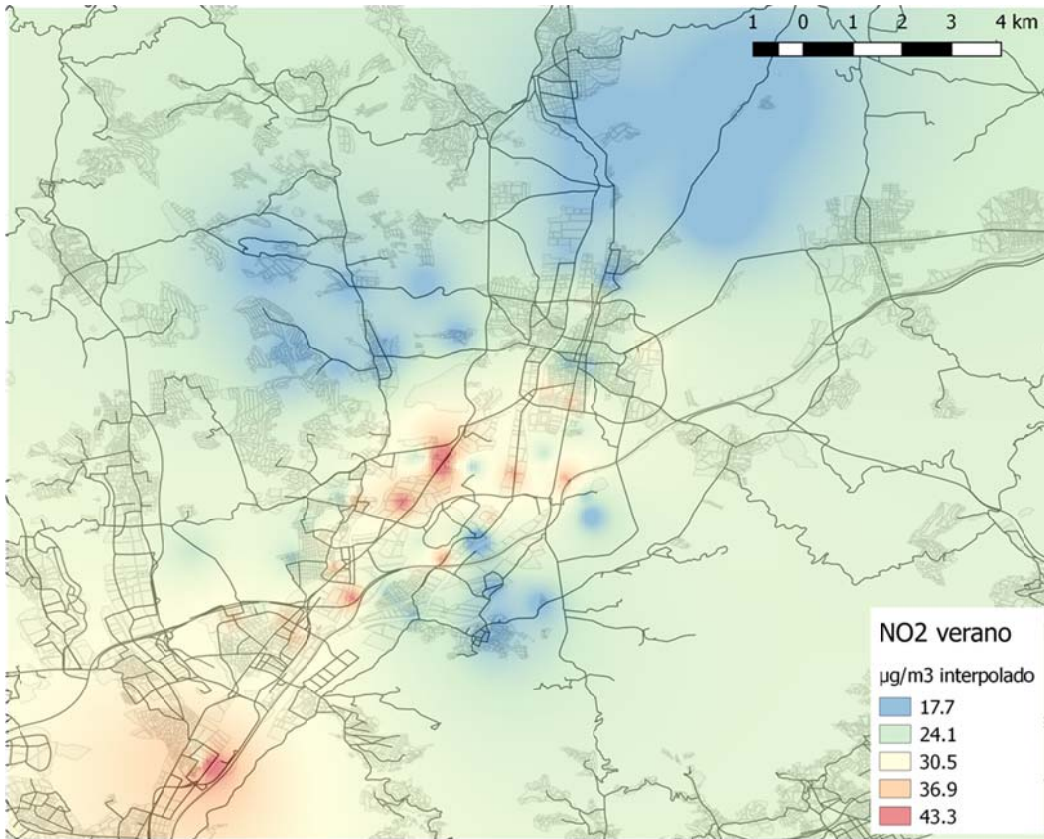 1 0 1 2 3 4 km
NO2 verano
µg/m3 interpolado
17.7
24.1
30.5
36.9
43.3